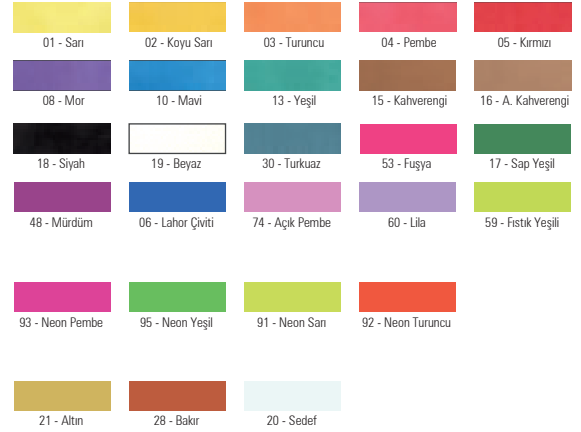 01 - Sarı 02 - Koyu Sarı 03 - Turuncu 04 - Pembe 05 - Kırmızı
08 - Mor 10 - Mavi 13 - Yeşil 15 - Kahverengi 16 - A. Kahverengi
18 - Siyah 19 - Beyaz 30 - Turkuaz 53 - Fuşya 17 - Sap Yeşil
48 - Mürdüm 06 - Lahor Çiviti 74 - Açık Pembe 60 - Lila 59 - Fıstık Yeşili
93 - Neon Pembe 95 - Neon Yeşil 91 - Neon Sarı 92 - Neon Turuncu
21 - Altın 28 - Bakır 20 - Sedef